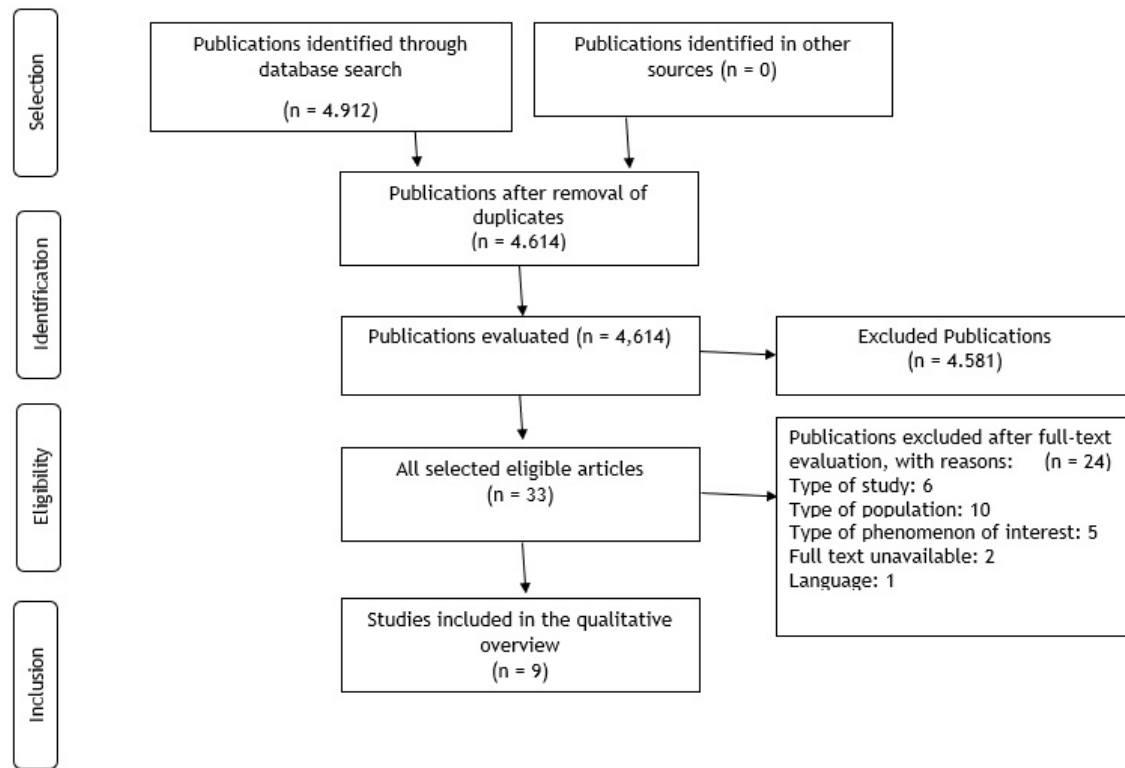 Selection
Publications identified through
database search
(n = 4.912)
Publications identified in other
sources (n = 0)
Publications after removal of
duplicates
(n = 4.614)
Identification
Publications evaluated (n = 4,614)
Excluded Publications
(n = 4.581)
Eligibility
All selected eligible articles
(n = 33)
Publications excluded after full-text
evaluation, with reasons: (n = 24)
Type of study: 6
Type of population: 10
Type of phenomenon of interest: 5
Full text unavailable: 2
Language: 1
Inclusion
Studies included in the qualitative
overview
(n = 9)